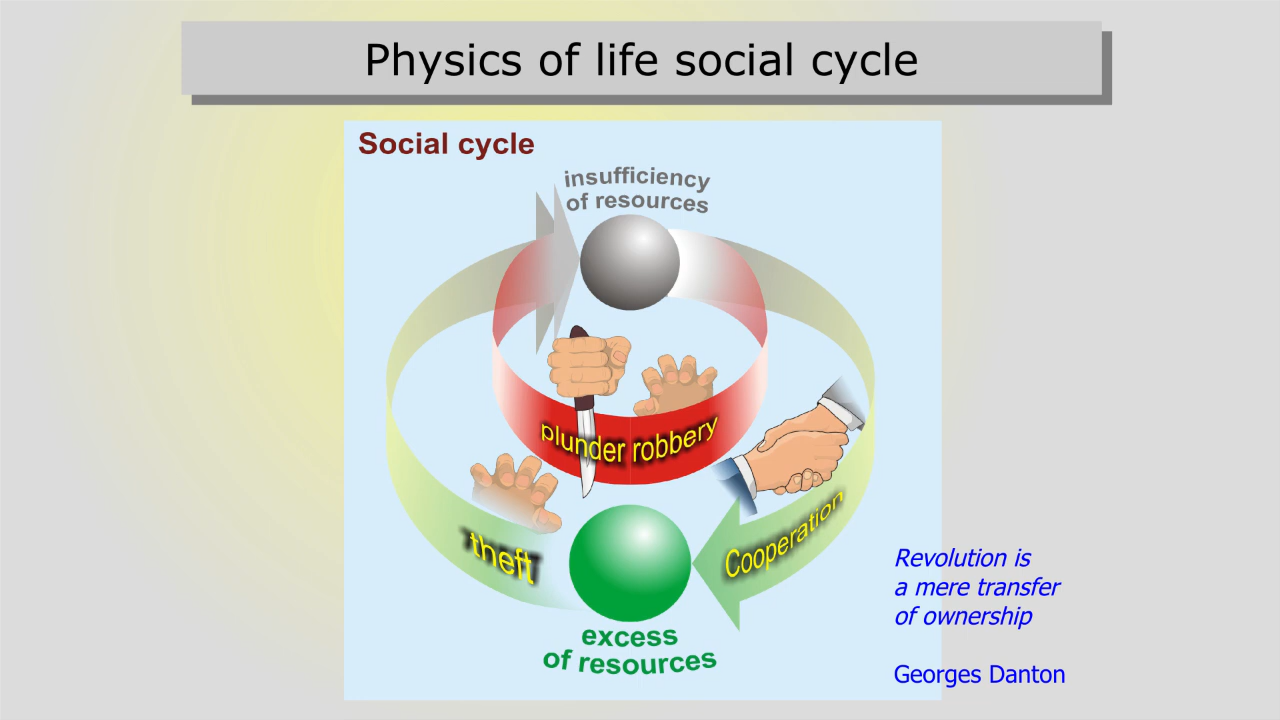 Physics of life social cycle
Social cycle
insufficiency
of resources
plunder robbery
theft
Cooperation
excess
of resources
Revolution is
a mere transfer
of ownership
Georges Danton